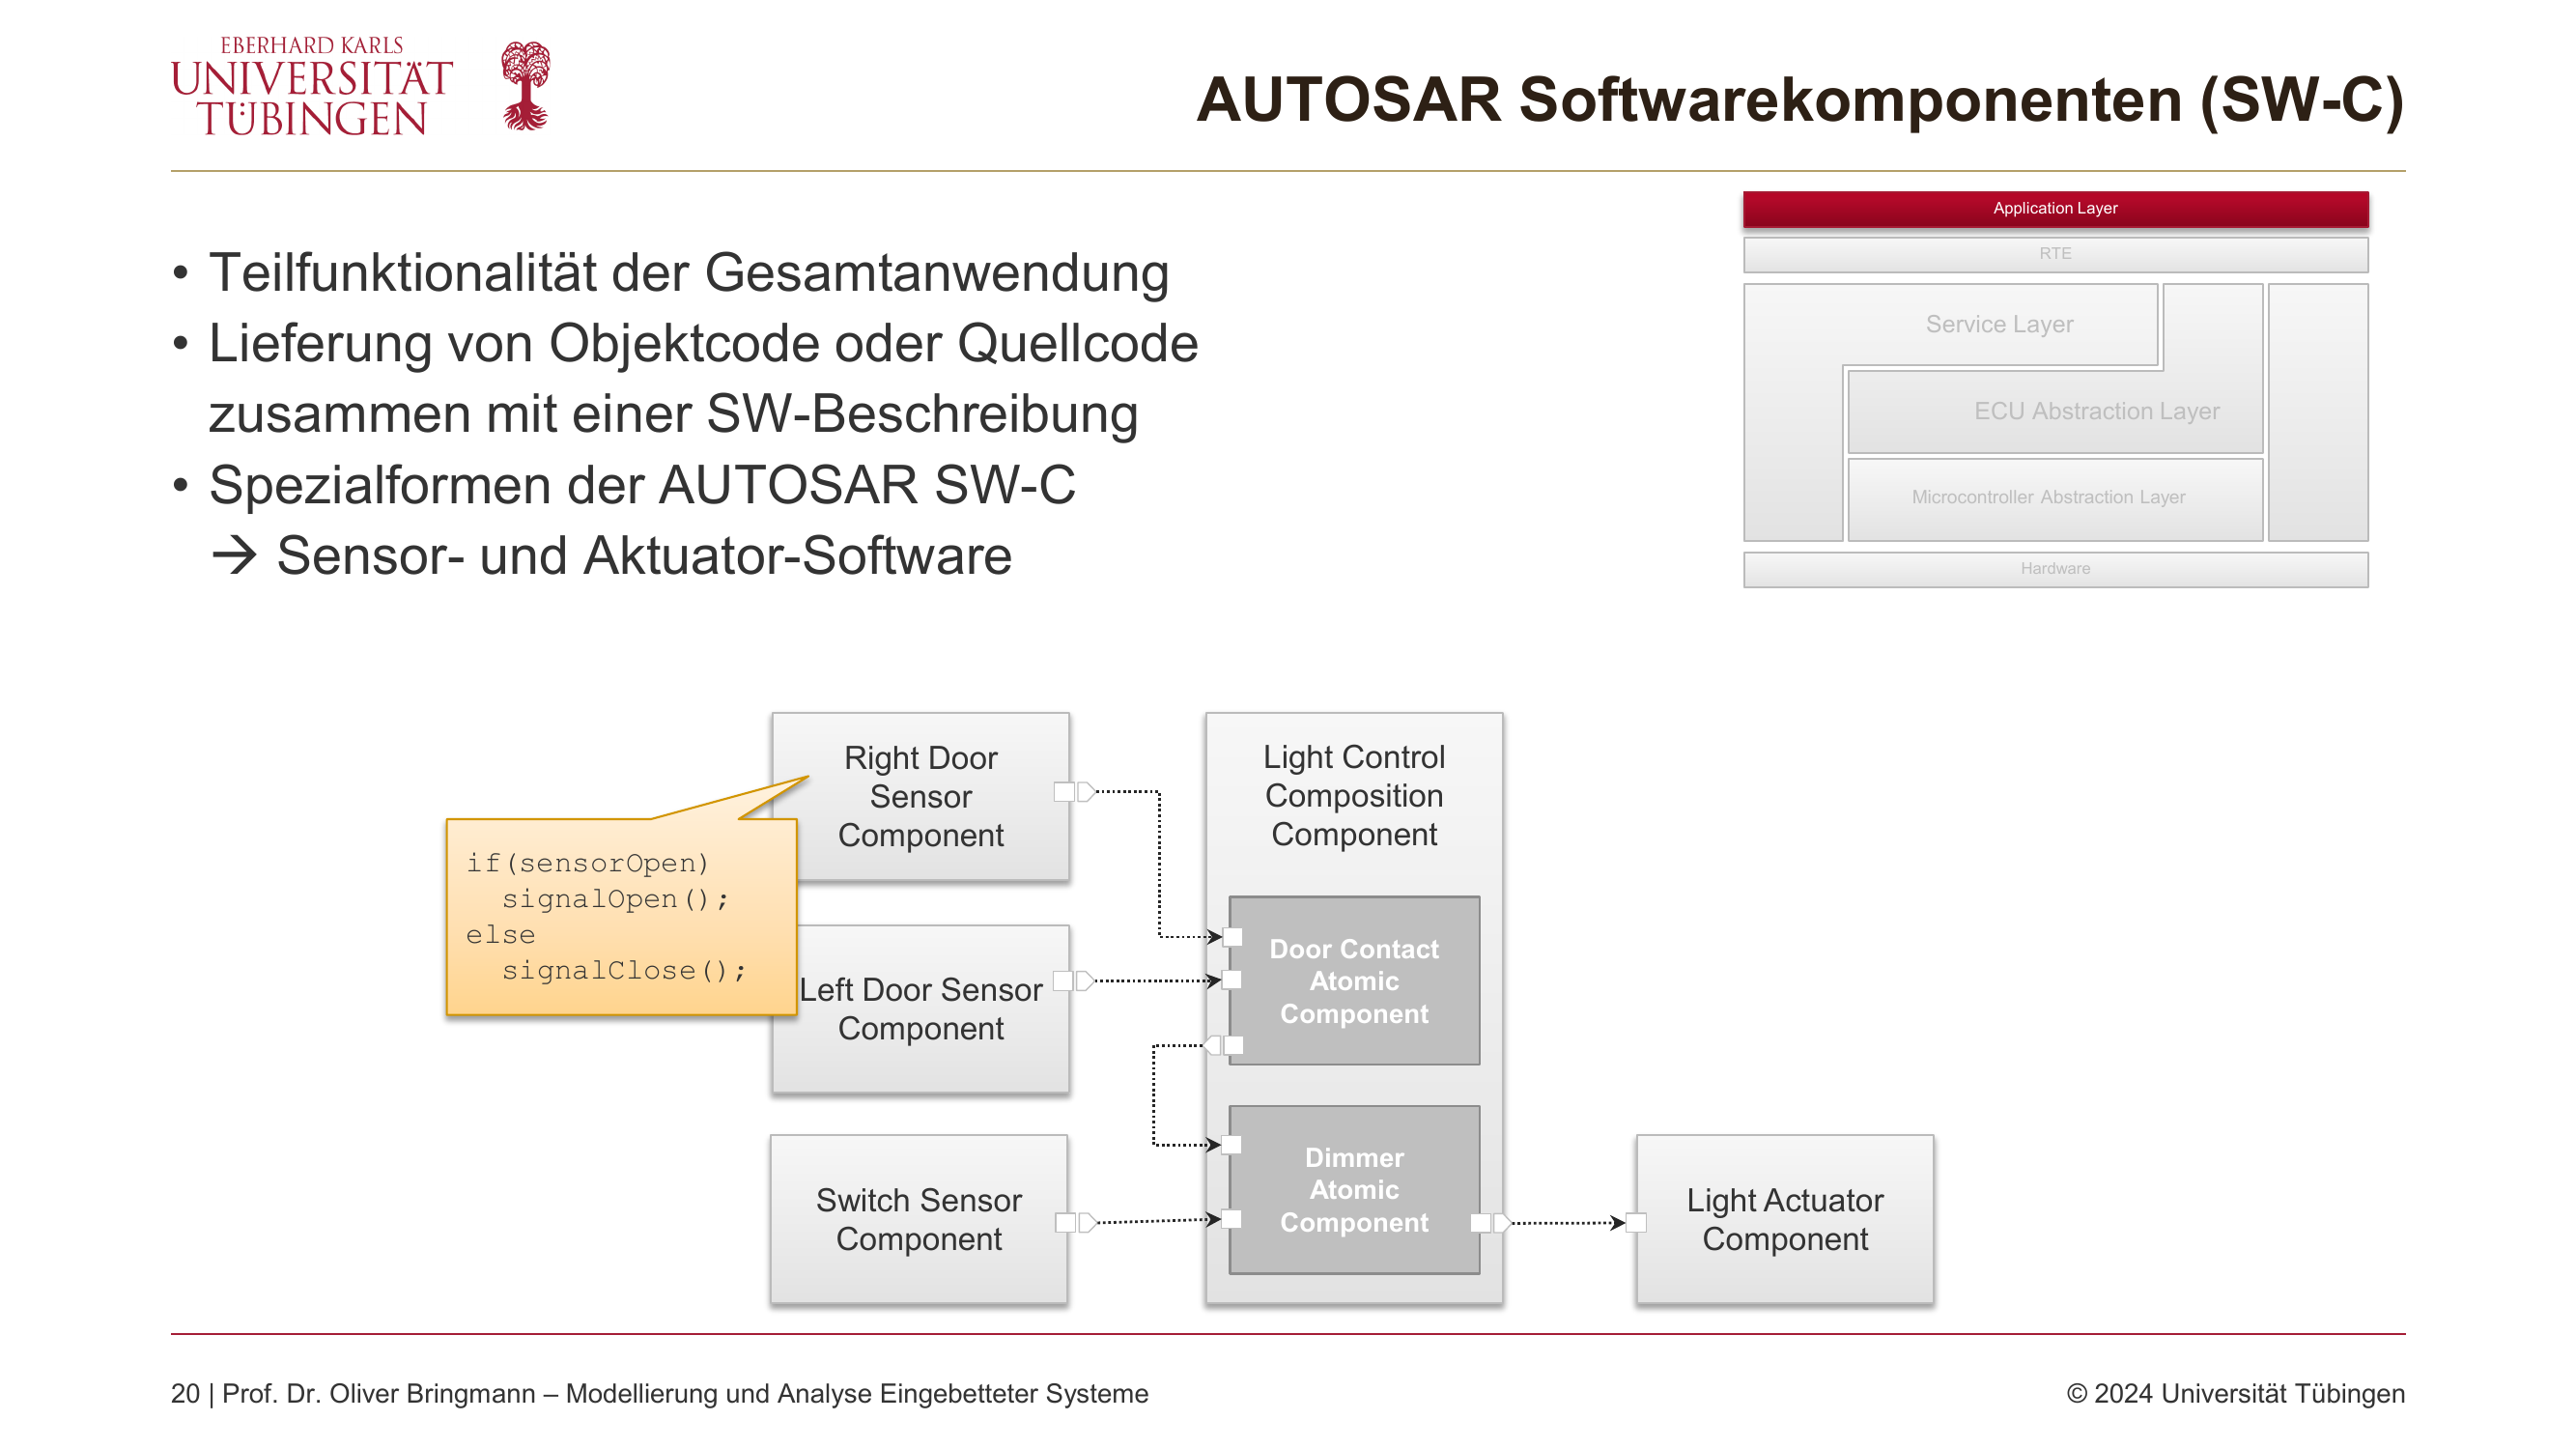 EBERHARD KARLS
UNIVERSITÄT
TÜBINGEN
AUTOSAR Softwarekomponenten (SW-C)
• Teilfunktionalität der Gesamtanwendung
• Lieferung von Objektcode oder Quellcode
zusammen mit einer SW-Beschreibung
• Spezialformen der AUTOSAR SW-C
→ Sensor- und Aktuator-Software
Application Layer
RTE
Service Layer
ECU Abstraction Layer
Microcontroller Abstraction Layer
Hardware
Right Door
Sensor
Component
if(sensorOpen)
signalOpen();
else
signalClose();
Left Door Sensor
Component
Switch Sensor
Component
Light Control
Composition
Component
Door Contact
Atomic
Component
Dimmer
Atomic
Component
Light Actuator
Component
20 | Prof. Dr. Oliver Bringmann – Modellierung und Analyse Eingebetteter Systeme
© 2024 Universität Tübingen